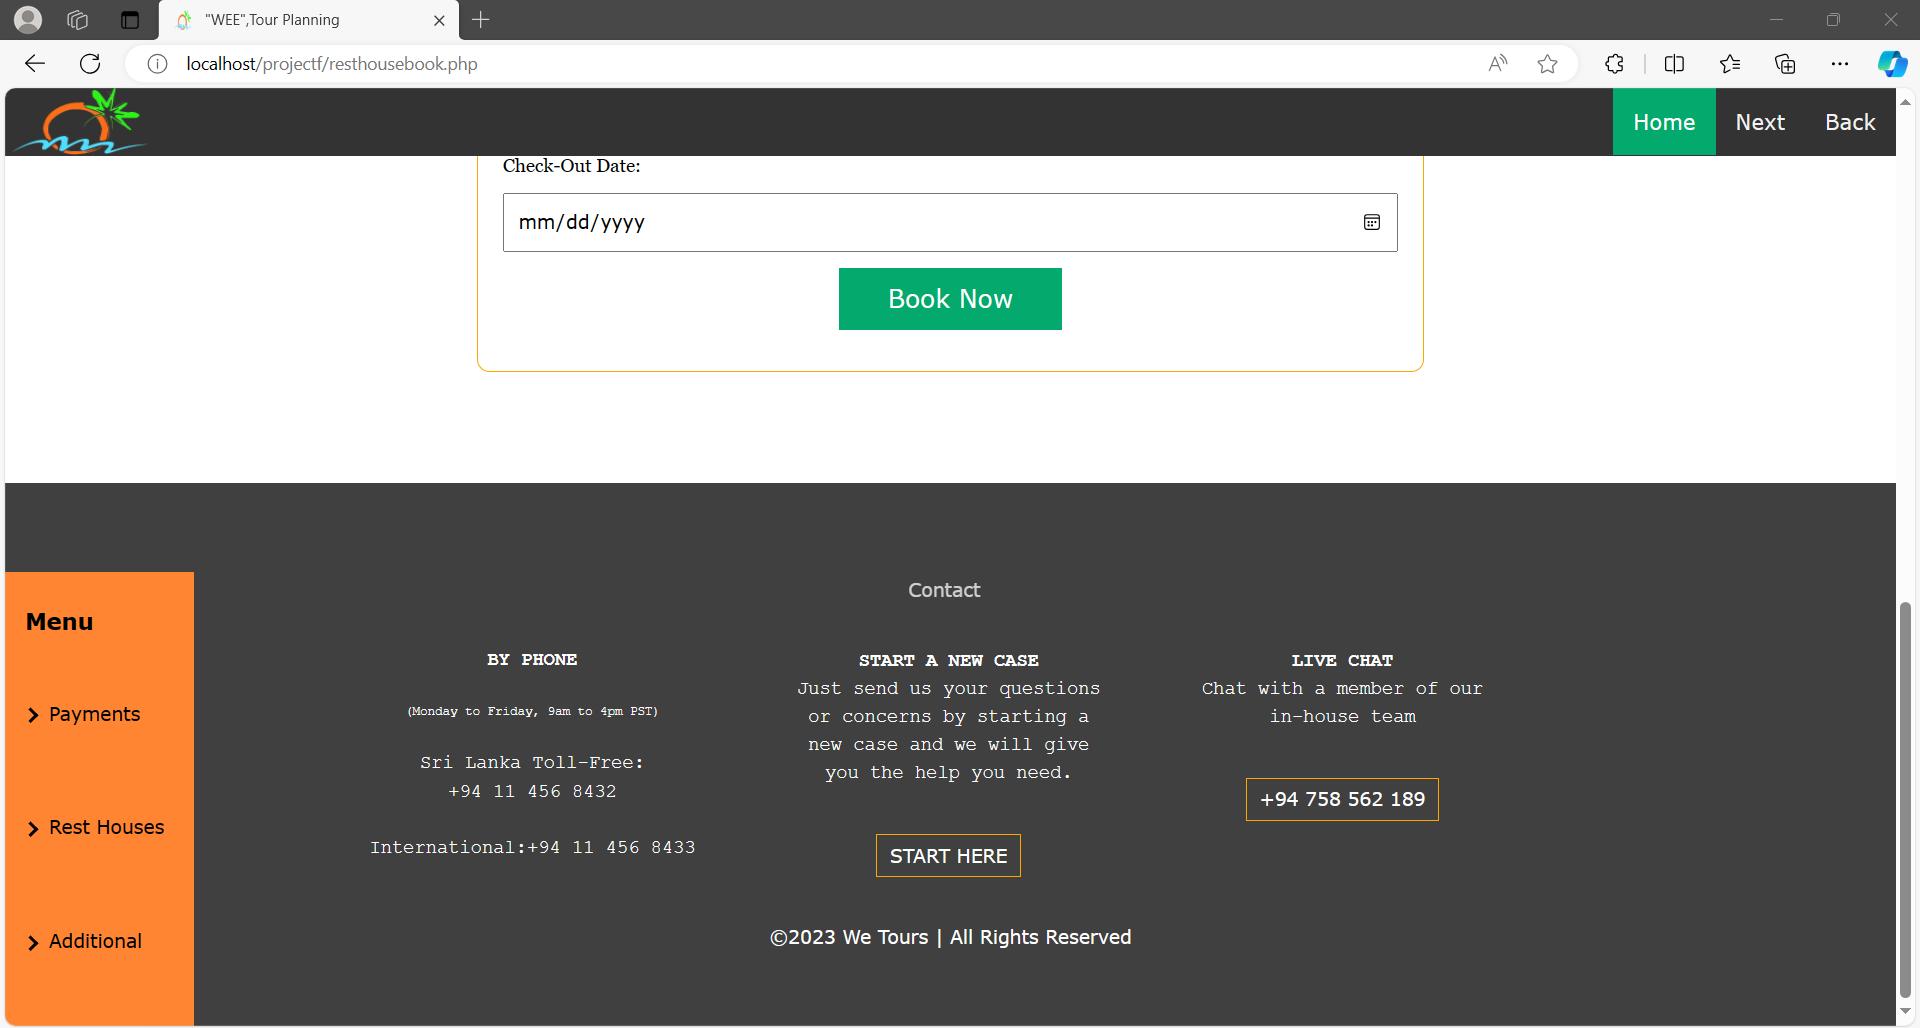 "WEE",Tour Planning
localhost/projectf/resthousebook.php
Home Next Back
Check-Out Date:
mm/dd/yyyy
Book Now
Menu
Payments
Rest Houses
Additional
Contact
BY PHONE
(Monday to Friday, 9am to 4pm PST)
Sri Lanka Toll-Free:
+94 11 456 8432
International:+94 11 456 8433
START A NEW CASE
Just send us your questions
or concerns by starting a
new case and we will give
you the help you need.
START HERE
LIVE CHAT
Chat with a member of our
in-house team
+94 758 562 189
©2023 We Tours | All Rights Reserved